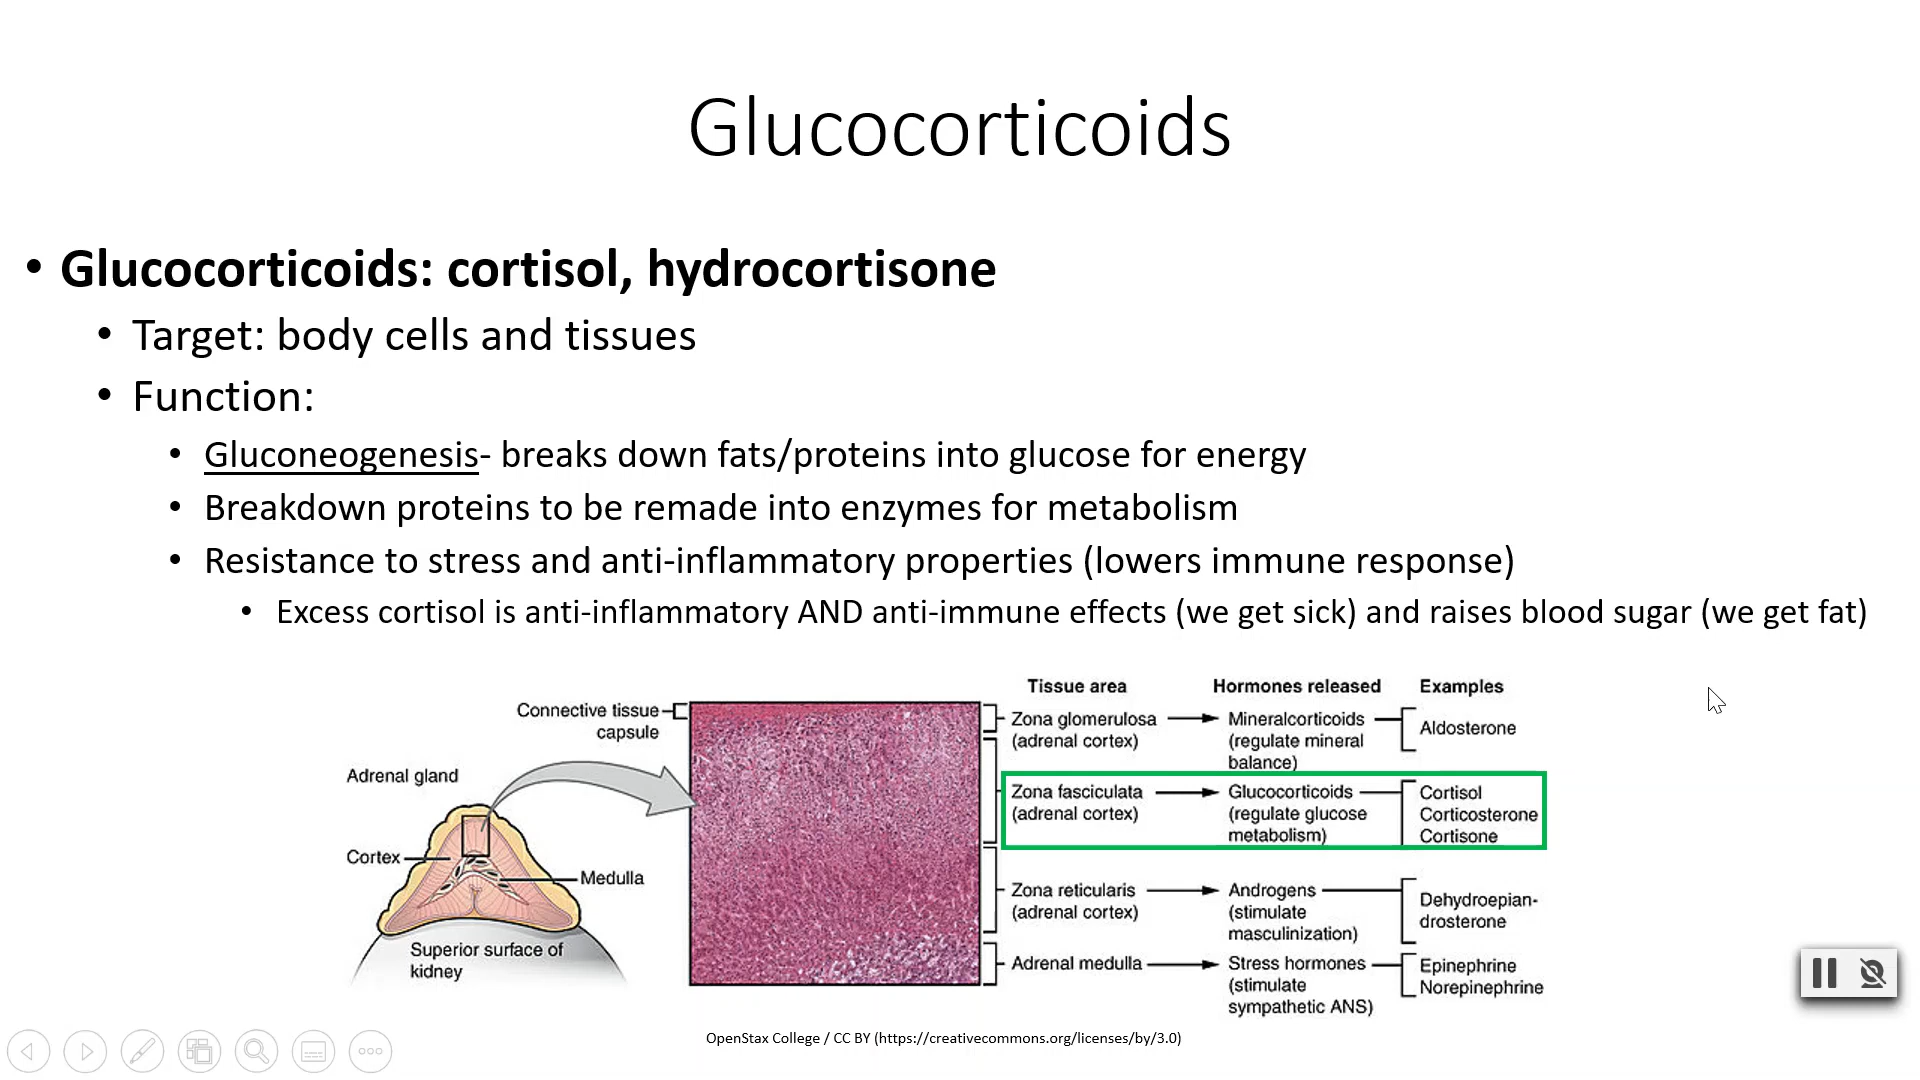 Glucocorticoids
• Glucocorticoids: cortisol, hydrocortisone
• Target: body cells and tissues
• Function:
• Gluconeogenesis- breaks down fats/proteins into glucose for energy
• Breakdown proteins to be remade into enzymes for metabolism
• Resistance to stress and anti-inflammatory properties (lowers immune response)
• Excess cortisol is anti-inflammatory AND anti-immune effects (we get sick) and raises blood sugar (we get fat)
Connective tissue
capsule
Adrenal gland
Cortex
Medulla
Superior surface of
kidney
Tissue area
Hormones released
Examples
Zona glomerulosa
(adrenal cortex)
Mineralcorticoids
(regulate mineral
balance)
Aldosterone
Zona fasciculata
(adrenal cortex)
Glucocorticoids
(regulate glucose
metabolism)
Cortisol
Corticosterone
Cortisone
Zona reticularis
(adrenal cortex)
Androgens
(stimulate
masculinization)
Dehydroepian-
drosterone
Adrenal medulla
Stress hormones
(stimulate
sympathetic ANS)
Epinephrine
Norepinephrine
OpenStax College / CC BY (https://creativecommons.org/licenses/by/3.0)